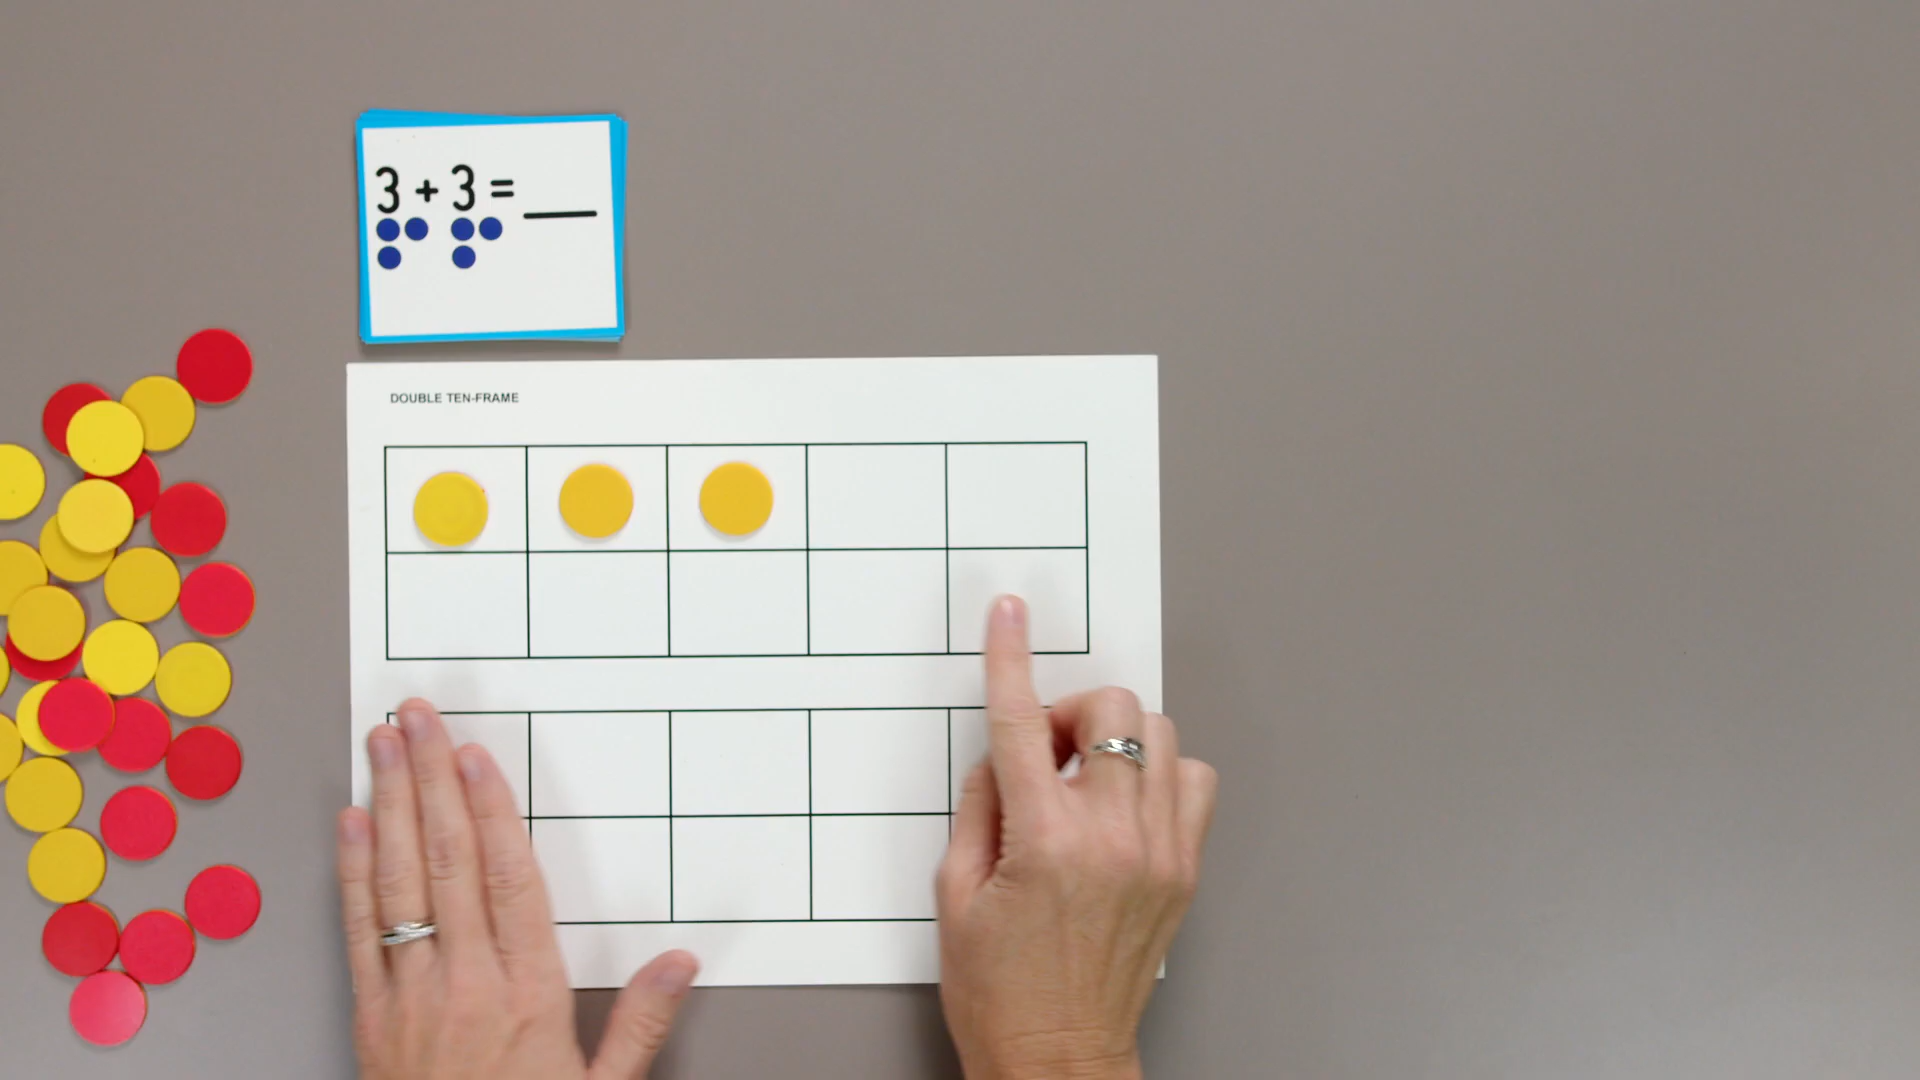 3 + 3 = ___
DOUBLE TEN-FRAME